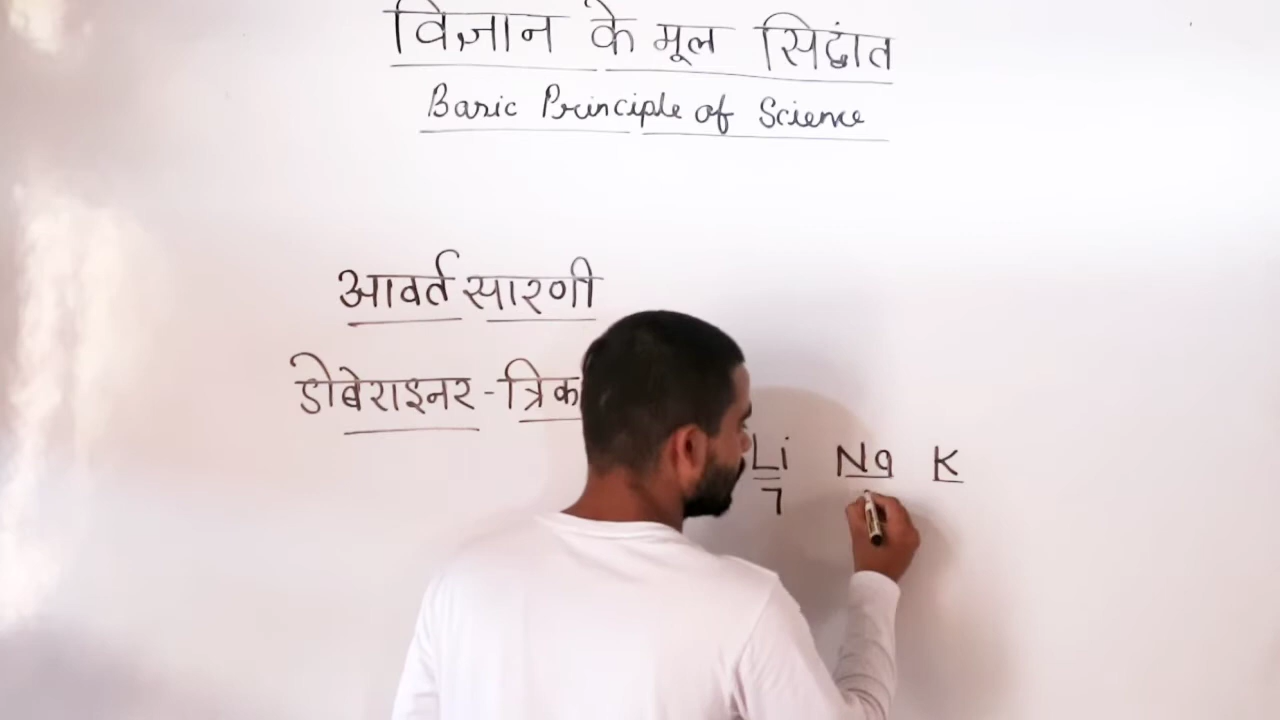 विज्ञान के मूल सिद्धांत
Basic Principle of Science
आवर्त सारणी
डोबेराइनर - त्रिक
Li Na K
7